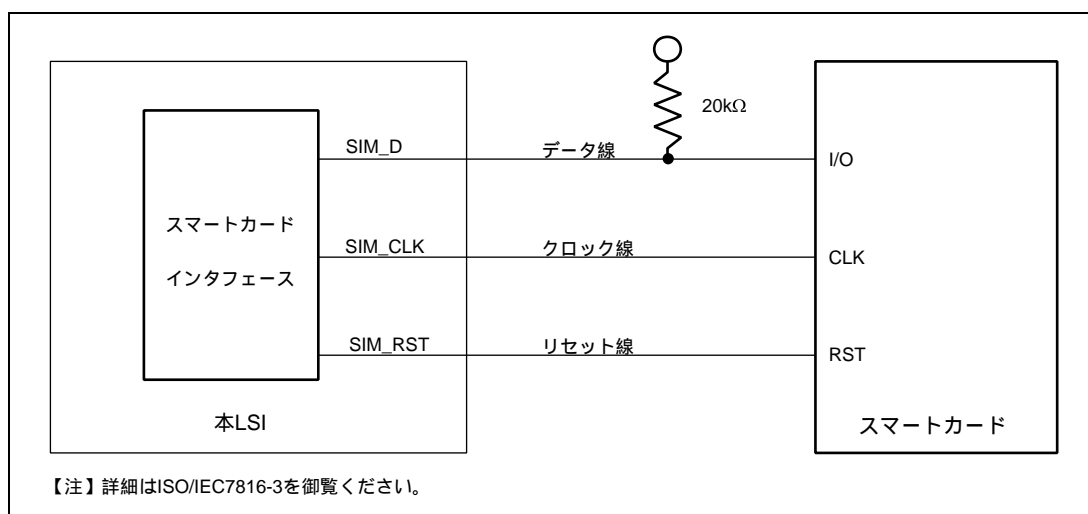 20kΩ
SIM_D
データ線
I/O
スマートカード
インタフェース
SIM_CLK
クロック線
CLK
SIM_RST
リセット線
RST
本LSI
スマートカード
【注】詳細はISO/IEC7816-3を御覧ください。